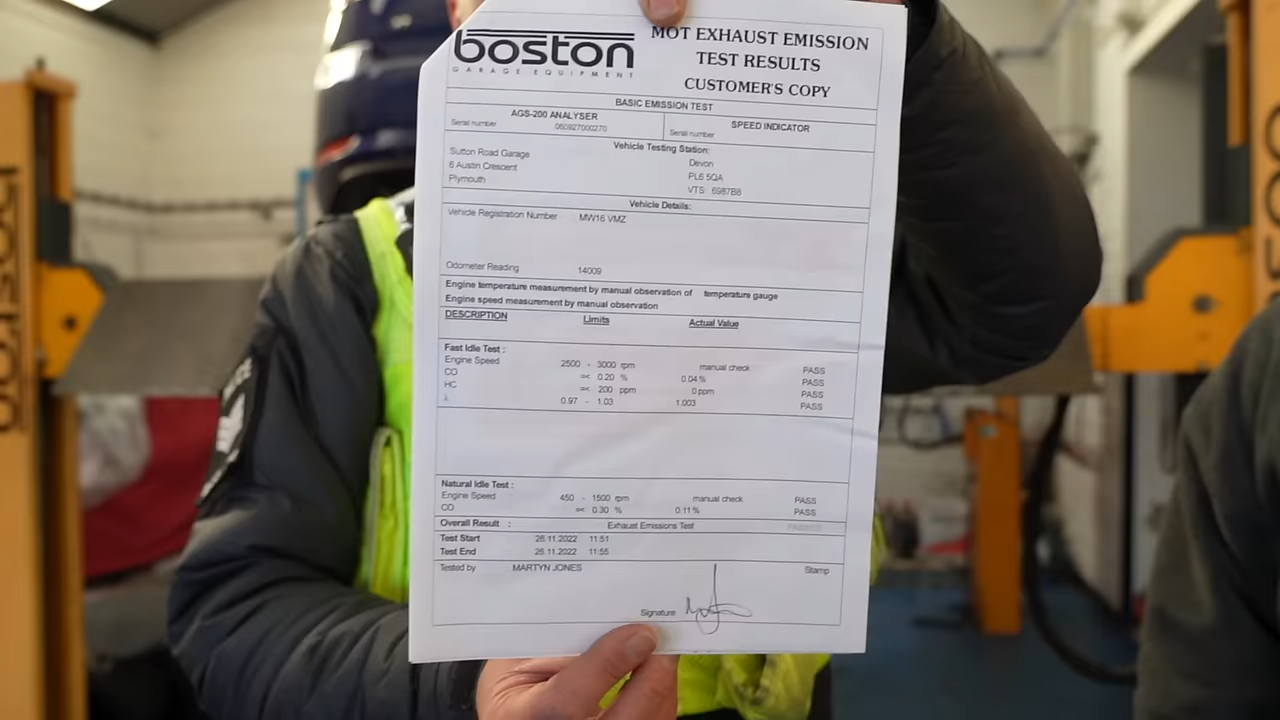 boston
GARAGE EQUIPMENT
MOT EXHAUST EMISSION
TEST RESULTS
CUSTOMER'S COPY
BASIC EMISSION TEST
AGS-200 ANALYSER
Serial number 060927000270
SPEED INDICATOR
Serial number
Vehicle Testing Station:
Sutton Road Garage Devon
6 Austin Crescent PL6 5QA
Plymouth VTS: 6987B8
Vehicle Details:
Vehicle Registration Number MW16 VMZ
Odometer Reading 14009
Engine temperature measurement by manual observation of temperature gauge
Engine speed measurement by manual observation
DESCRIPTION Limits Actual Value
Fast Idle Test :
Engine Speed 2500 - 3000 rpm manual check PASS
CO =< 0.20 % 0.04 % PASS
HC =< 200 ppm 0 ppm PASS
λ 0.97 - 1.03 1.003 PASS
Natural Idle Test :
Engine Speed 450 - 1500 rpm manual check PASS
CO =< 0.30 % 0.11 % PASS
Overall Result : Exhaust Emissions Test PASSED
Test Start 26.11.2022 11:51
Test End 26.11.2022 11:55
Tested by MARTYN JONES Stamp
Signature